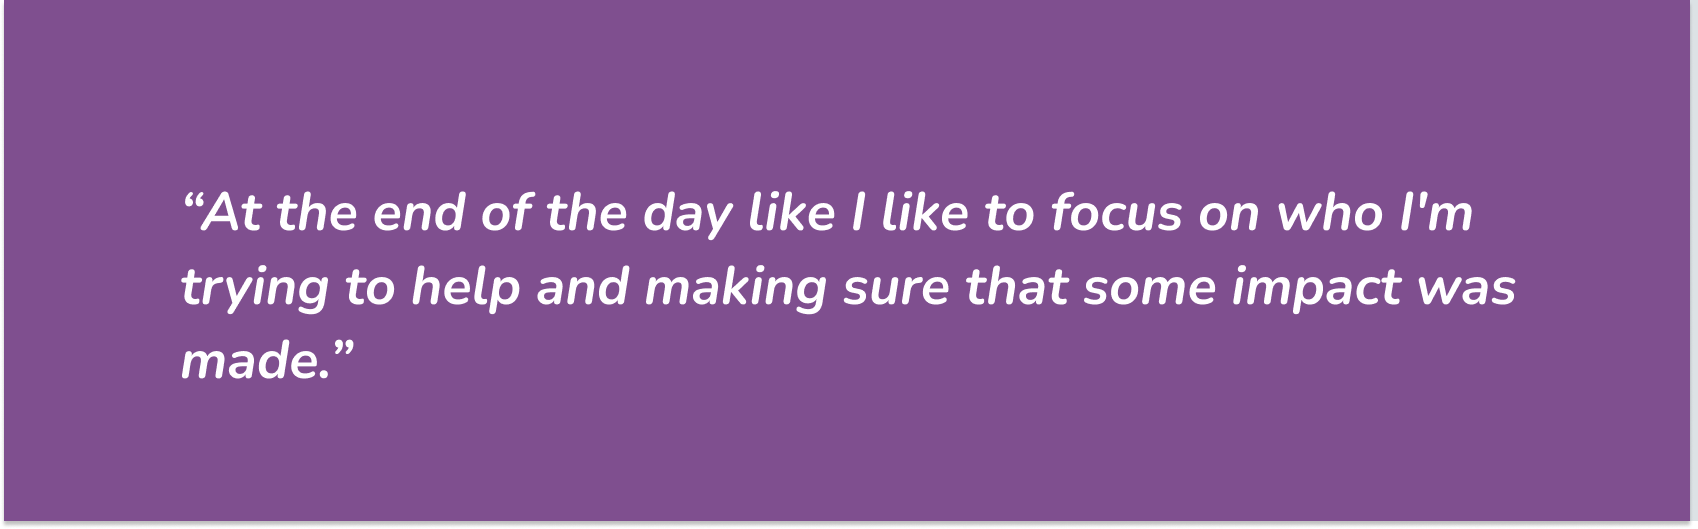 “At the end of the day like I like to focus on who I'm
trying to help and making sure that some impact was
made.”